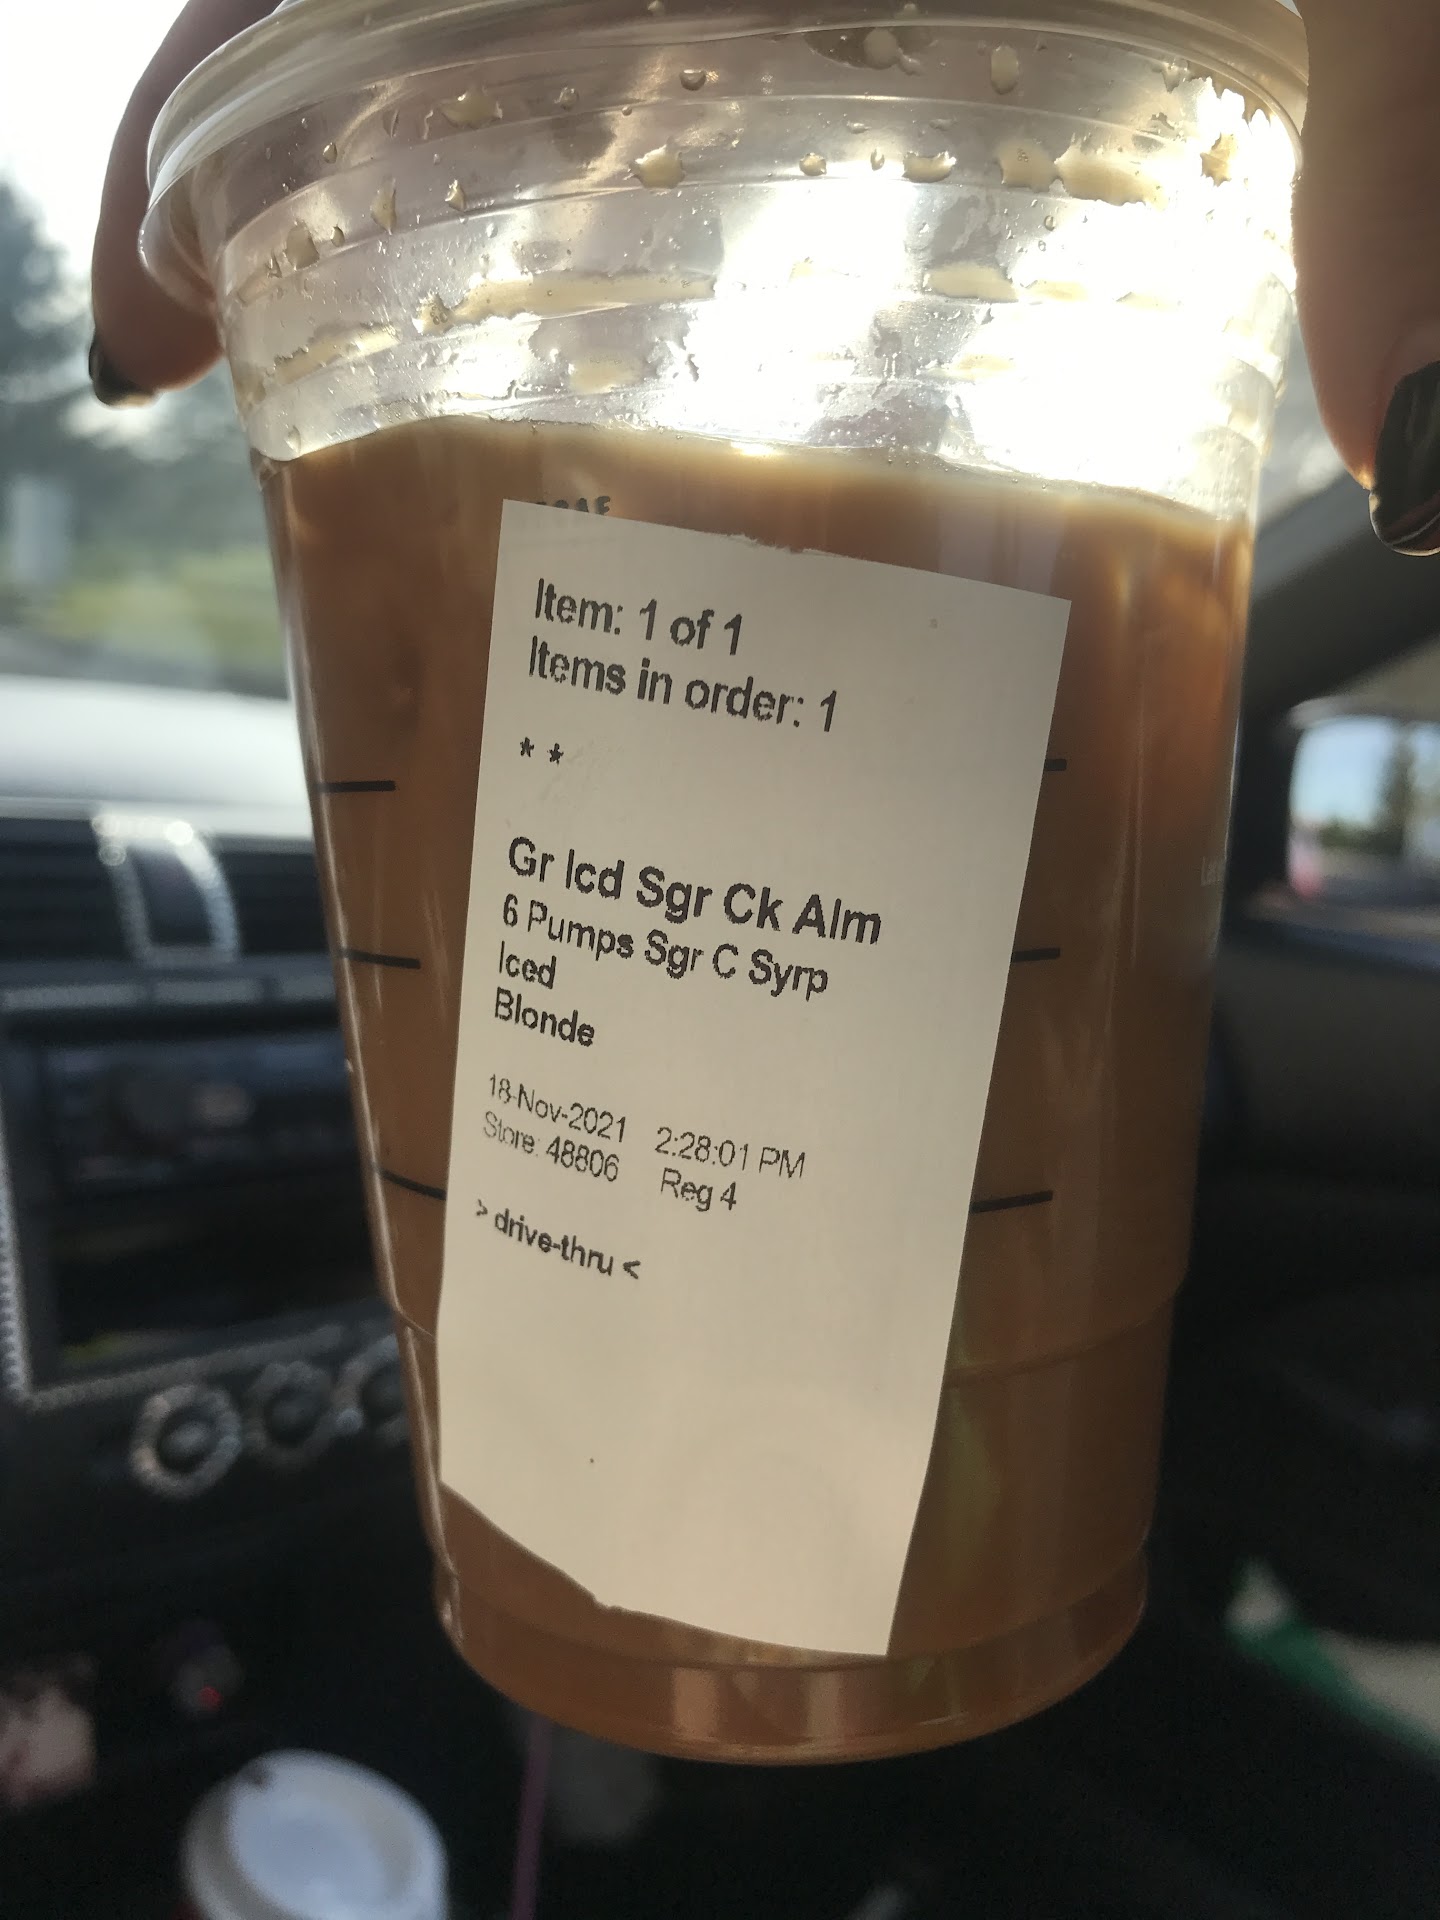 Item: 1 of 1
Items in order: 1
* *
Gr Icd Sgr Ck Alm
6 Pumps Sgr C Syrp
Iced
Blonde
18-Nov-2021 2:28:01 PM
Store: 48806 Reg 4
> drive-thru <